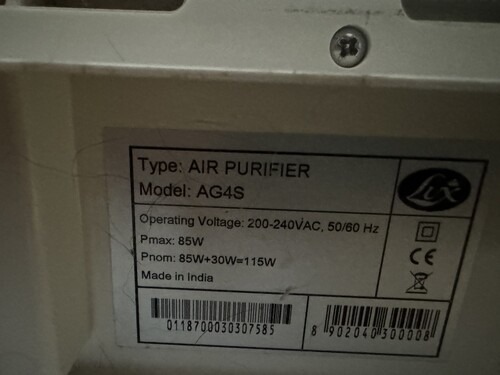 Type: AIR PURIFIER
Model: AG4S
Operating Voltage: 200-240VAC, 50/60 Hz
Pmax: 85W
Pnom: 85W+30W=115W
Made in India
Lux
CE
0118700030307585
8 902040 300008